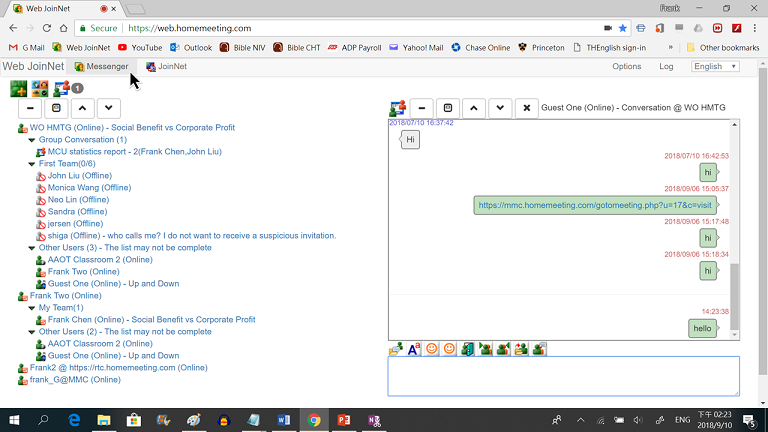 Web JoinNet
Frank
Secure | https://web.homemeeting.com
G Mail Web JoinNet YouTube Outlook Bible NIV Bible CHT ADP Payroll Yahoo! Mail Chase Online Princeton THEnglish sign-in » Other bookmarks
Web JoinNet Messenger JoinNet Options Log English
1
WO HMTG (Online) - Social Benefit vs Corporate Profit
Group Conversation (1)
MCU statistics report - 2(Frank Chen,John Liu)
First Team(0/6)
John Liu (Offline)
Monica Wang (Offline)
Neo Lin (Offline)
Sandra (Offline)
jersen (Offline)
shiga (Offline) - who calls me? I do not want to receive a suspicious invitation.
Other Users (3) - The list may not be complete
AAOT Classroom 2 (Online)
Frank Two (Online)
Guest One (Online) - Up and Down
Frank Two (Online)
My Team(1)
Frank Chen (Online) - Social Benefit vs Corporate Profit
Other Users (2) - The list may not be complete
AAOT Classroom 2 (Online)
Guest One (Online) - Up and Down
Frank2 @ https://rtc.homemeeting.com (Online)
frank_G@MMC (Online)
Guest One (Online) - Conversation @ WO HMTG
2018/07/10 16:37:42
Hi
2018/07/10 16:42:53
hi
2018/09/06 15:05:37
https://mmc.homemeeting.com/gotomeeting.php?u=17&c=visit
2018/09/06 15:17:48
hi
2018/09/06 15:18:34
hi
14:23:38
hello
ENG
下午 02:23
2018/9/10
5